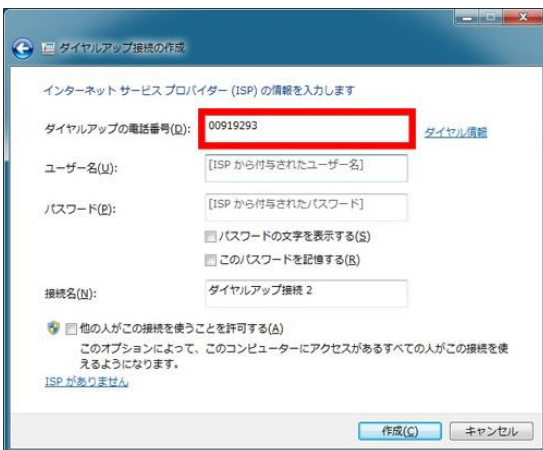 ダイヤルアップ接続の作成
インターネット サービス プロバイダー (ISP) の情報を入力します
ダイヤルアップの電話番号(D): 00919293 ダイヤル情報
ユーザー名(U): [ISP から付与されたユーザー名]
パスワード(P): [ISP から付与されたパスワード]
パスワードの文字を表示する(S)
このパスワードを記憶する(R)
接続名(N): ダイヤルアップ接続 2
他の人がこの接続を使うことを許可する(A)
このオプションによって、このコンピューターにアクセスがあるすべての人がこの接続を使
えるようになります。
ISP がありません
作成(C) キャンセル